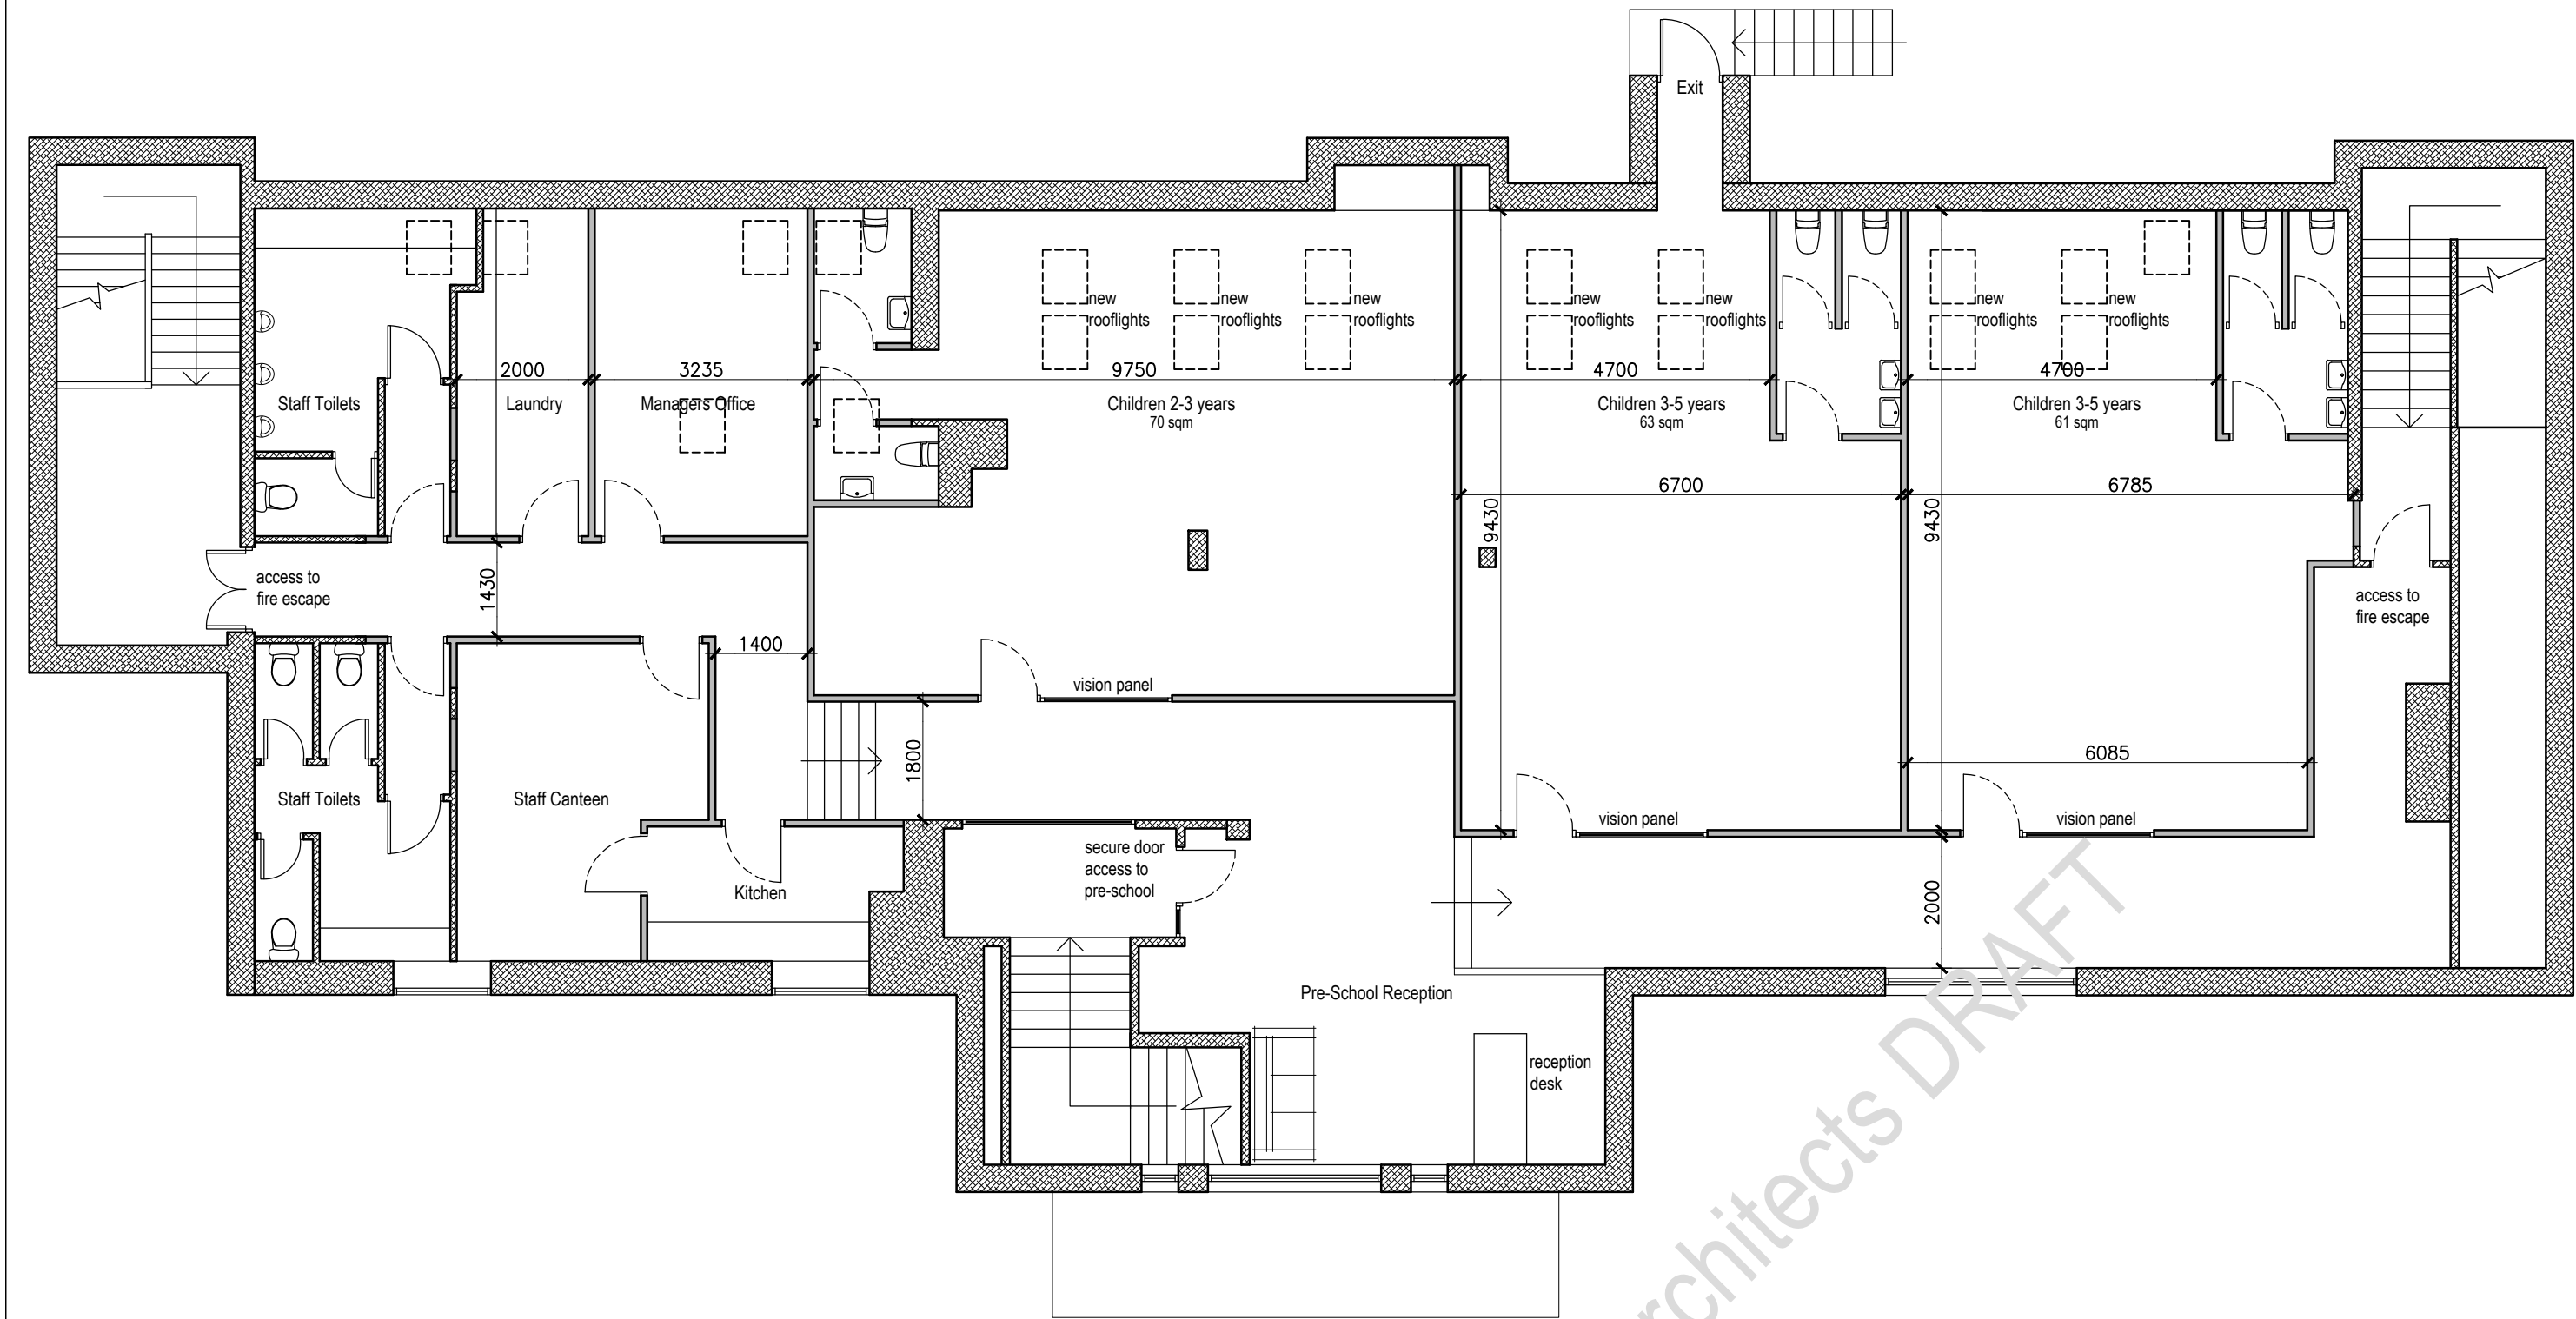 Exit
new
rooflights
new
rooflights
new
rooflights
new
rooflights
new
rooflights
new
rooflights
new
rooflights
2000
3235
9750
4700
4700
Staff Toilets
Laundry
Managers Office
Children 2-3 years
70 sqm
Children 3-5 years
63 sqm
Children 3-5 years
61 sqm
6700
6785
9430
9430
access to
fire escape
1430
access to
fire escape
1400
vision panel
1800
6085
Staff Toilets
Staff Canteen
vision panel
vision panel
secure door
access to
pre-school
Kitchen
2000
Pre-School Reception
reception
desk
rchitects DRAFT